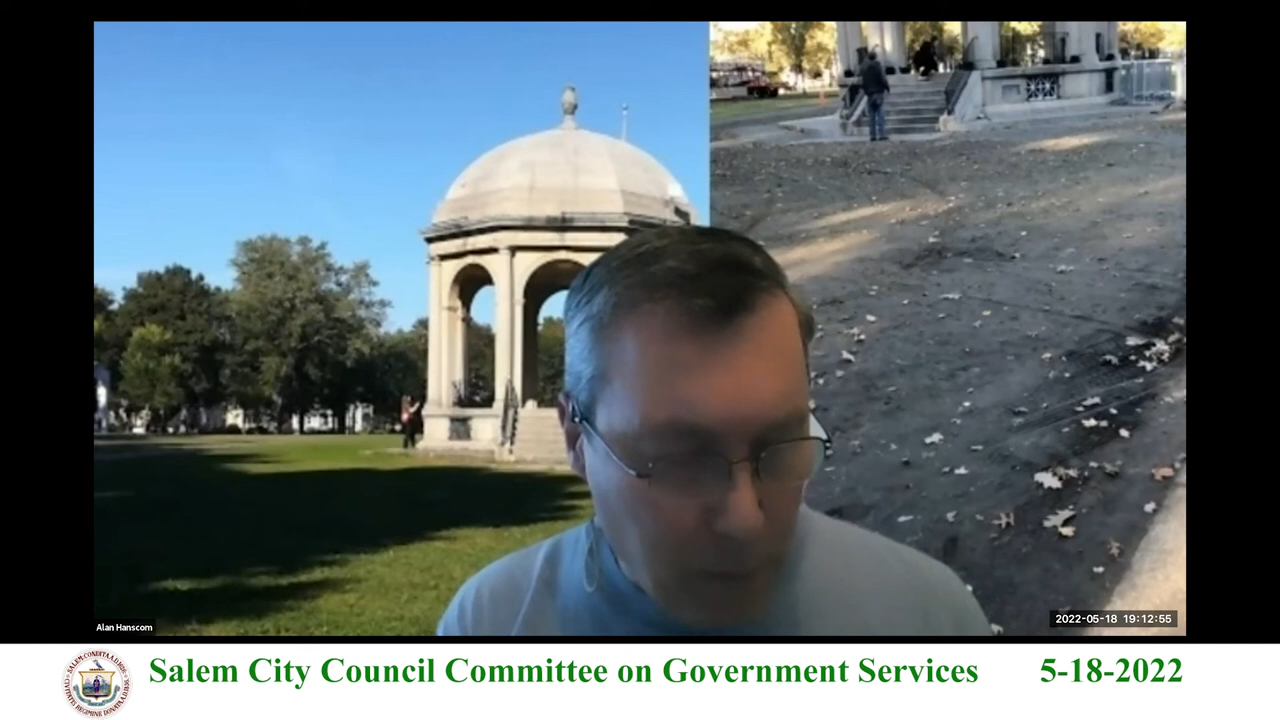 Alan Hanscom
2022-05-18 19:12:55
Salem City Council Committee on Government Services 5-18-2022